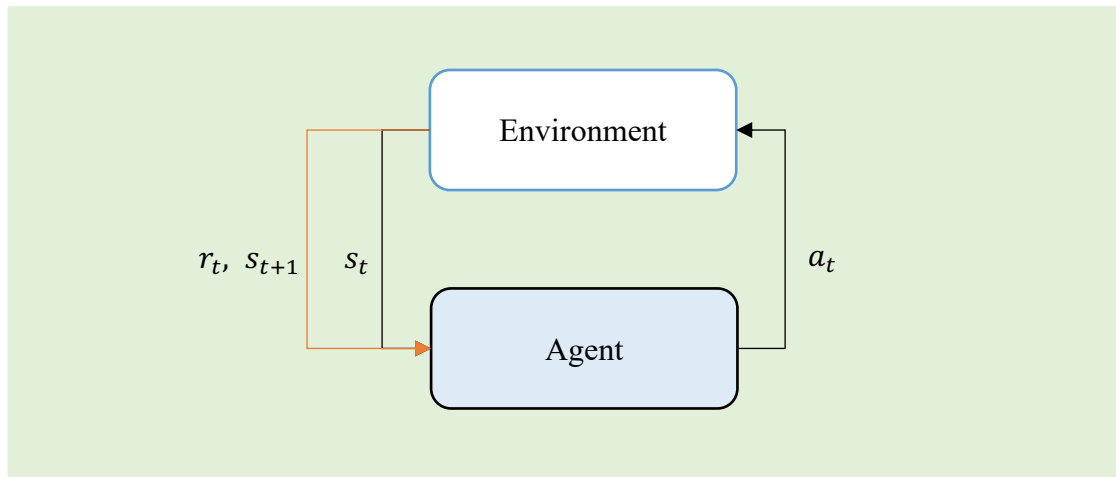 Environment
r_t, s_{t+1}
s_t
a_t
Agent